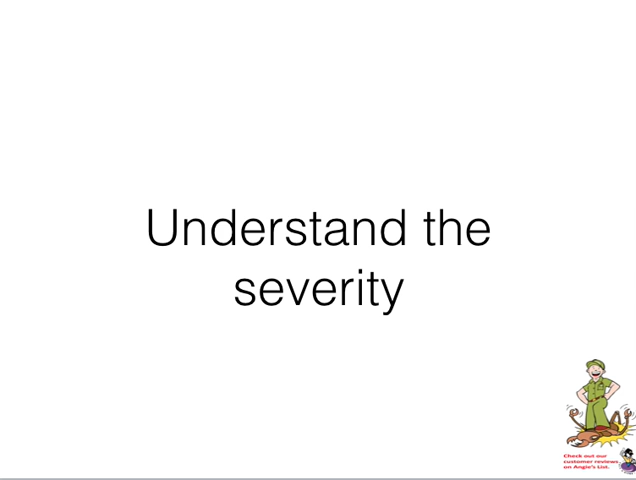 Understand the
severity
Check out our
customer reviews
on Angie's List.